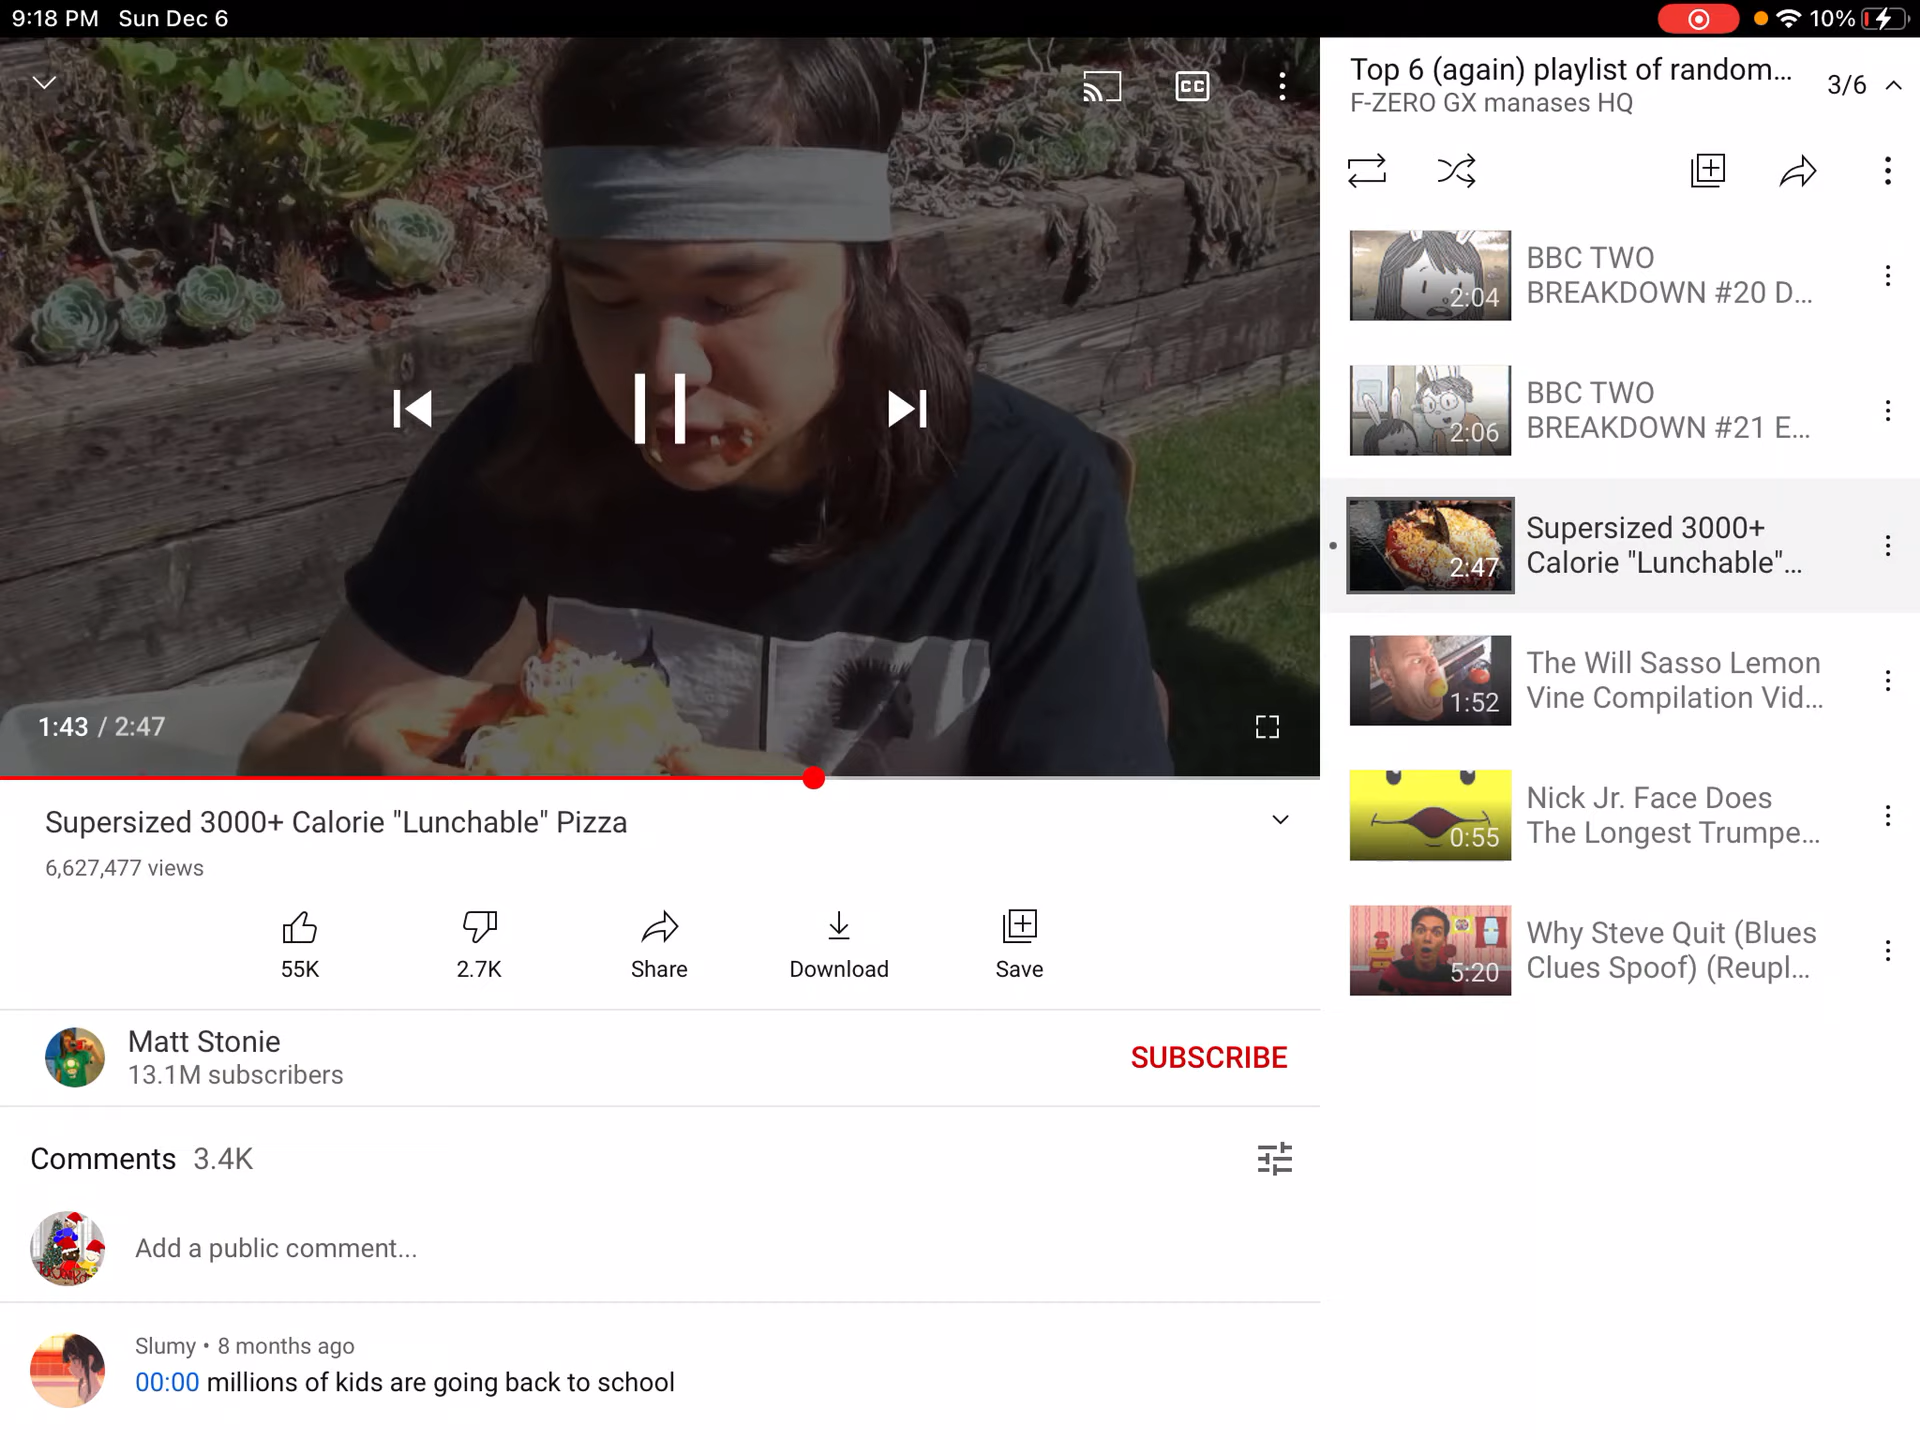 9:18 PM Sun Dec 6
10%
CC
1:43 / 2:47
Supersized 3000+ Calorie "Lunchable" Pizza
6,627,477 views
55K
2.7K
Share
Download
Save
Matt Stonie
13.1M subscribers
SUBSCRIBE
Comments 3.4K
Add a public comment...
Slumy • 8 months ago
00:00 millions of kids are going back to school
Top 6 (again) playlist of random...
F-ZERO GX manases HQ
3/6
2:04
BBC TWO
BREAKDOWN #20 D...
2:06
BBC TWO
BREAKDOWN #21 E...
2:47
Supersized 3000+
Calorie "Lunchable"...
1:52
The Will Sasso Lemon
Vine Compilation Vid...
0:55
Nick Jr. Face Does
The Longest Trumpe...
5:20
Why Steve Quit (Blues
Clues Spoof) (Reupl...